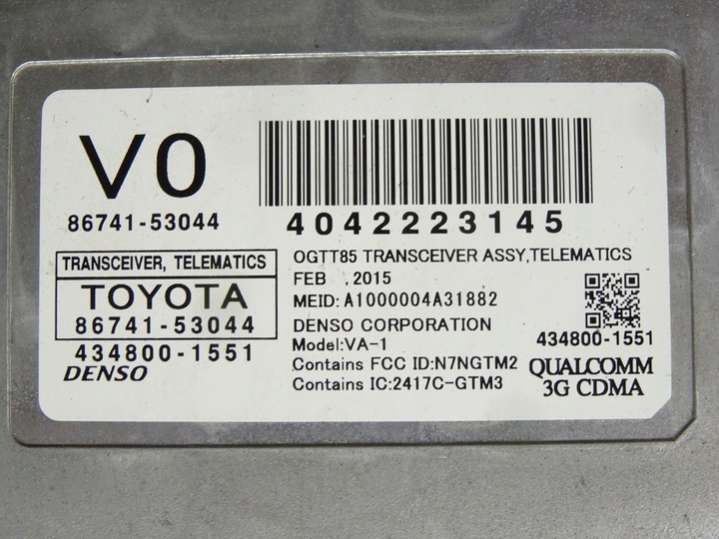 V0
86741-53044
4042223145
TRANSCEIVER, TELEMATICS
TOYOTA
86741-53044
434800-1551
DENSO
OGTT85 TRANSCEIVER ASSY,TELEMATICS
FEB ,2015
MEID: A1000004A31882
DENSO CORPORATION
Model:VA-1
Contains FCC ID:N7NGTM2
Contains IC:2417C-GTM3
434800-1551
QUALCOMM
3G CDMA